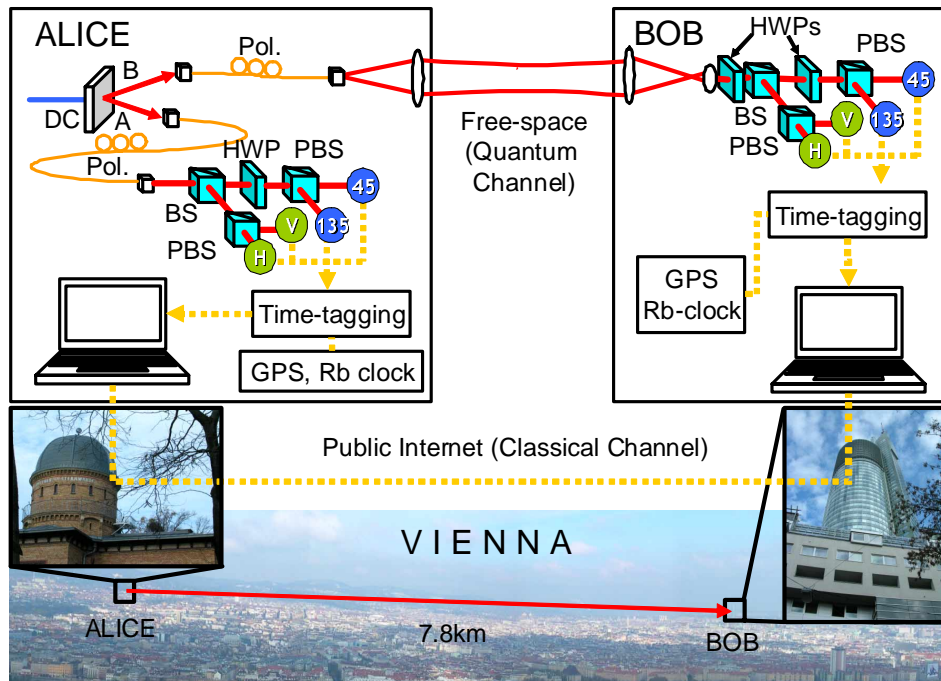 ALICE
Pol.
B
DC
A
Pol.
HWP
PBS
45
BS
V
135
PBS
H
Time-tagging
GPS, Rb clock
Free-space
(Quantum
Channel)
BOB
HWPs
PBS
45
BS
V
135
PBS
H
Time-tagging
GPS
Rb-clock
Public Internet (Classical Channel)
VIENNA
ALICE
7.8km
BOB